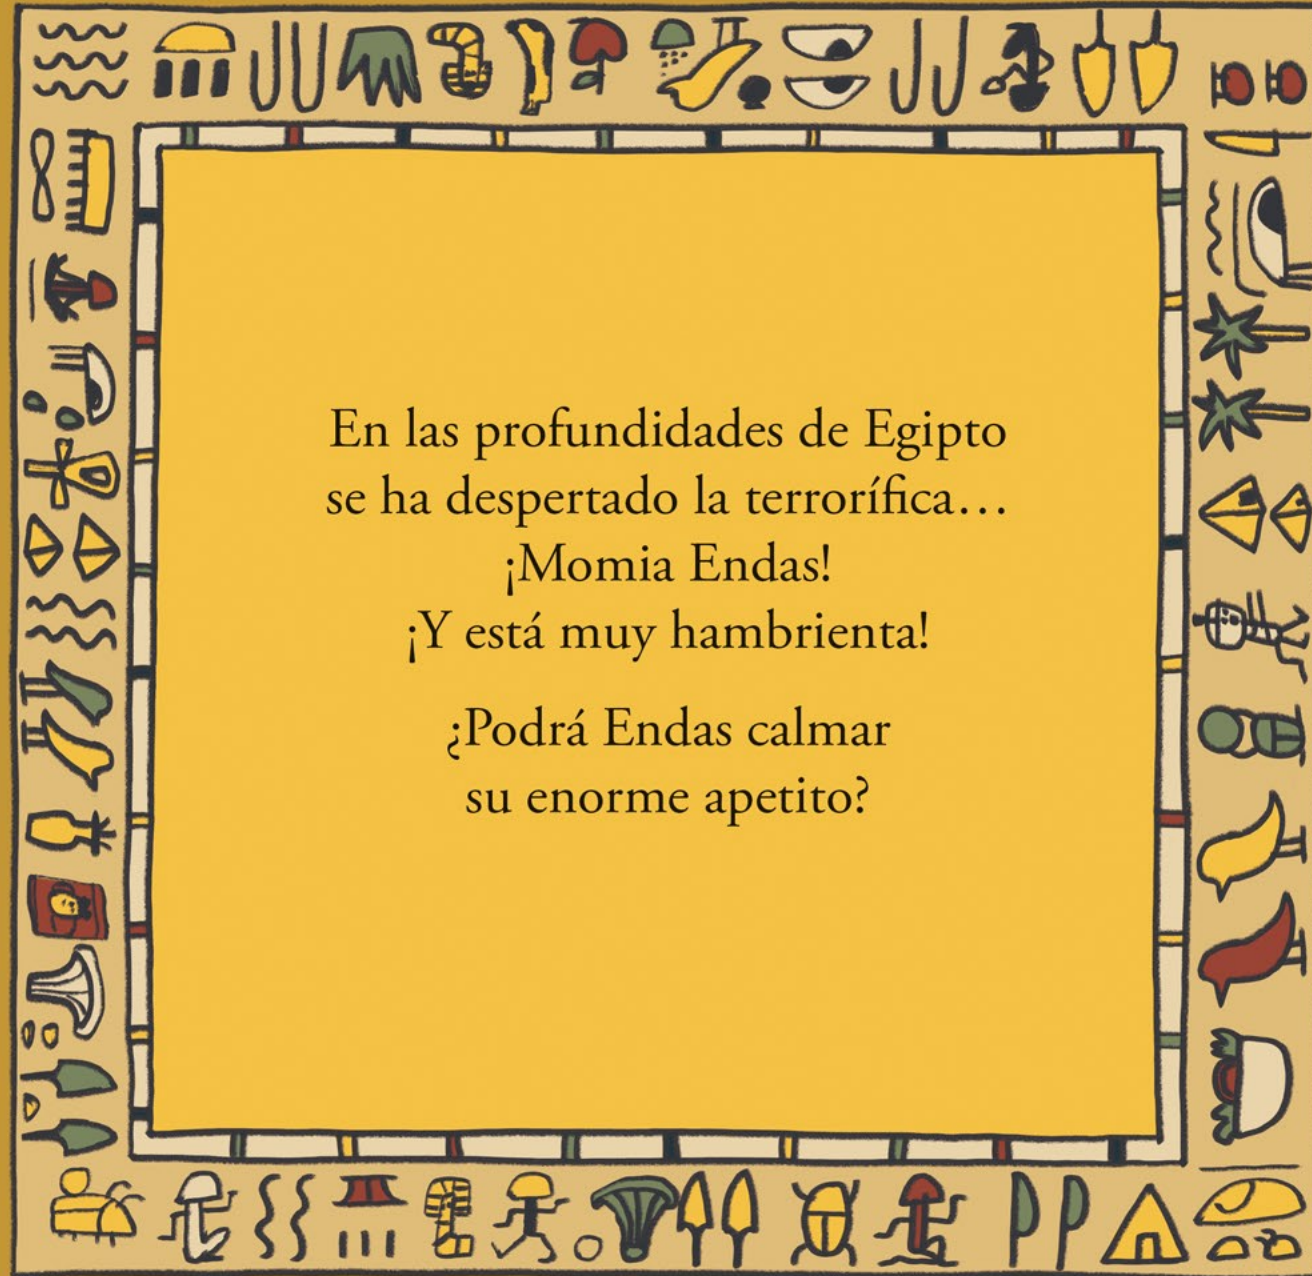 En las profundidades de Egipto
se ha despertado la terrorífica…
¡Momia Endas!
¡Y está muy hambrienta!
¿Podrá Endas calmar
su enorme apetito?